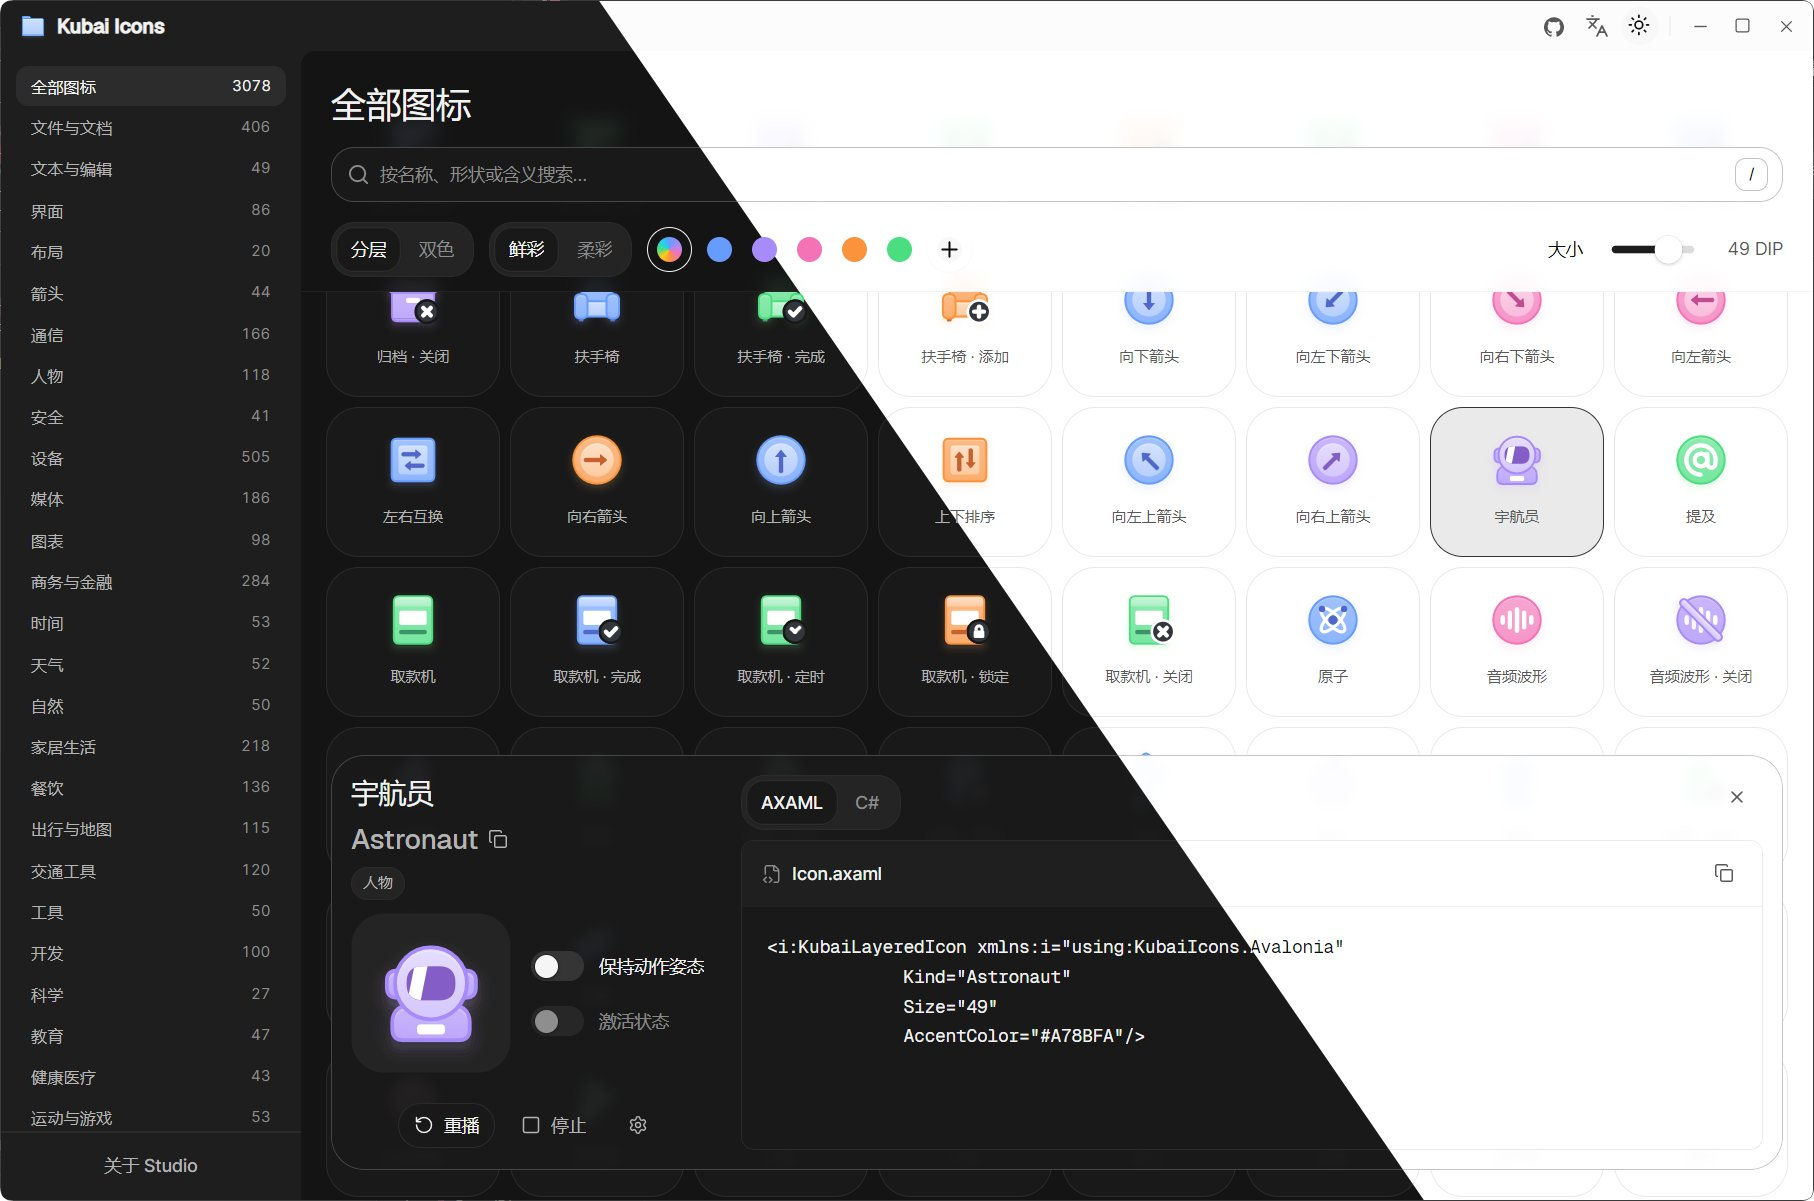 Kubai Icons
全部图标 3078
文件与文档 406
文本与编辑 49
界面 86
布局 20
箭头 44
通信 166
人物 118
安全 41
设备 505
媒体 186
图表 98
商务与金融 284
时间 53
天气 52
自然 50
家居生活 218
餐饮 136
出行与地图 115
交通工具 120
工具 50
开发 100
科学 27
教育 47
健康医疗 43
运动与游戏 53
关于 Studio
全部图标
按名称、形状或含义搜索... /
分层 双色 鲜彩 柔彩 大小 49 DIP
归档 · 关闭 扶手椅 扶手椅 · 完成 扶手椅 · 添加 向下箭头 向左下箭头 向右下箭头 向左箭头
左右互换 向右箭头 向上箭头 上下排序 向左上箭头 向右上箭头 宇航员 提及
取款机 取款机 · 完成 取款机 · 定时 取款机 · 锁定 取款机 · 关闭 原子 音频波形 音频波形 · 关闭
宇航员
Astronaut
人物
保持动作姿态
激活状态
重播 停止
AXAML C#
Icon.axaml
<i:KubaiLayeredIcon xmlns:i="using:KubaiIcons.Avalonia"
Kind="Astronaut"
Size="49"
AccentColor="#A78BFA"/>